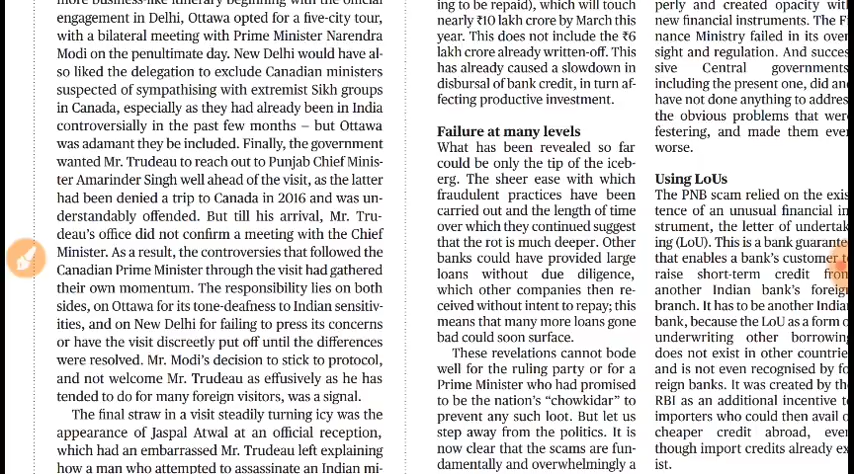 more business-like itinerary beginning with the official
engagement in Delhi, Ottawa opted for a five-city tour,
with a bilateral meeting with Prime Minister Narendra
Modi on the penultimate day. New Delhi would have al-
so liked the delegation to exclude Canadian ministers
suspected of sympathising with extremist Sikh groups
in Canada, especially as they had already been in India
controversially in the past few months – but Ottawa
was adamant they be included. Finally, the government
wanted Mr. Trudeau to reach out to Punjab Chief Minis-
ter Amarinder Singh well ahead of the visit, as the latter
had been denied a trip to Canada in 2016 and was un-
derstandably offended. But till his arrival, Mr. Tru-
deau's office did not confirm a meeting with the Chief
Minister. As a result, the controversies that followed the
Canadian Prime Minister through the visit had gathered
their own momentum. The responsibility lies on both
sides, on Ottawa for its tone-deafness to Indian sensitiv-
ities, and on New Delhi for failing to press its concerns
or have the visit discreetly put off until the differences
were resolved. Mr. Modi's decision to stick to protocol,
and not welcome Mr. Trudeau as effusively as he has
tended to do for many foreign visitors, was a signal.
The final straw in a visit steadily turning icy was the
appearance of Jaspal Atwal at an official reception,
which had an embarrassed Mr. Trudeau left explaining
how a man who attempted to assassinate an Indian mi-
ing to be repaid), which will touch
nearly ₹10 lakh crore by March this
year. This does not include the ₹6
lakh crore already written-off. This
has already caused a slowdown in
disbursal of bank credit, in turn af-
fecting productive investment.
Failure at many levels
What has been revealed so far
could be only the tip of the iceb-
erg. The sheer ease with which
fraudulent practices have been
carried out and the length of time
over which they continued suggest
that the rot is much deeper. Other
banks could have provided large
loans without due diligence,
which other companies then re-
ceived without intent to repay; this
means that many more loans gone
bad could soon surface.
These revelations cannot bode
well for the ruling party or for a
Prime Minister who had promised
to be the nation's “chowkidar” to
prevent any such loot. But let us
step away from the politics. It is
now clear that the scams are fun-
damentally and overwhelmingly a
perly and created opacity with
new financial instruments. The Fi
nance Ministry failed in its over
sight and regulation. And succes
sive Central governments
including the present one, did an
have not done anything to addres
the obvious problems that wer
festering, and made them eve
worse.
Using LoUs
The PNB scam relied on the exis
tence of an unusual financial in
strument, the letter of undertak
ing (LoU). This is a bank guarante
that enables a bank's customer t
raise short-term credit from
another Indian bank's foreign
branch. It has to be another India
bank, because the LoU as a form o
underwriting other borrowing
does not exist in other countrie
and is not even recognised by fo
reign banks. It was created by the
RBI as an additional incentive to
importers who could then avail o
cheaper credit abroad, even
though import credits already ex
ist.